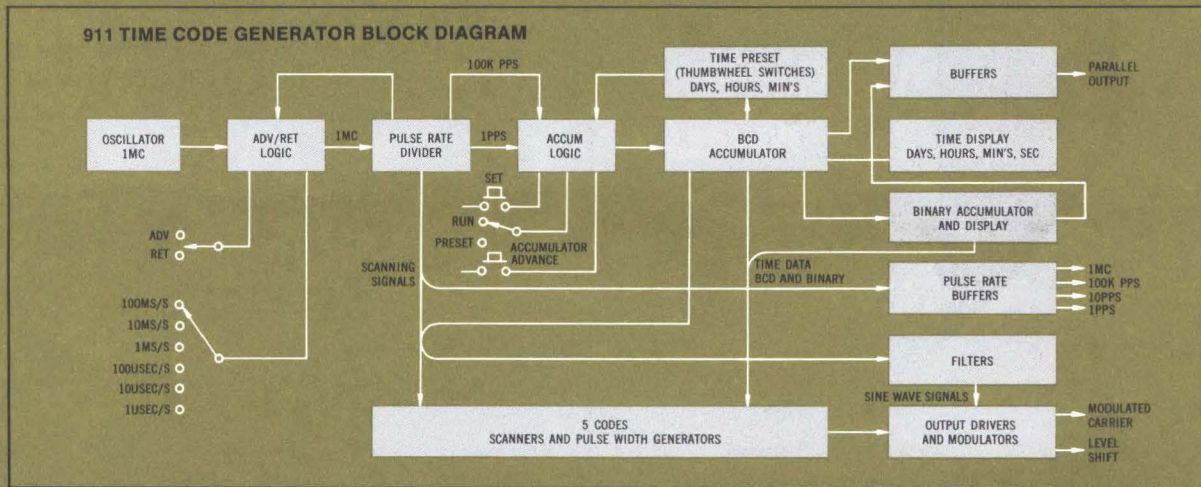 911 TIME CODE GENERATOR BLOCK DIAGRAM
OSCILLATOR
1MC
ADV/RET
LOGIC
1MC
PULSE RATE
DIVIDER
100K PPS
1PPS
ACCUM
LOGIC
TIME PRESET
(THUMBWHEEL SWITCHES)
DAYS, HOURS, MIN'S
BCD
ACCUMULATOR
BUFFERS
PARALLEL
OUTPUT
TIME DISPLAY
DAYS, HOURS, MIN'S, SEC
BINARY ACCUMULATOR
AND DISPLAY
SET
RUN
PRESET
ACCUMULATOR
ADVANCE
ADV
RET
SCANNING
SIGNALS
TIME DATA
BCD AND BINARY
PULSE RATE
BUFFERS
1MC
100K PPS
10PPS
1PPS
100MS/S
10MS/S
1MS/S
100USEC/S
10USEC/S
1USEC/S
FILTERS
SINE WAVE SIGNALS
5 CODES
SCANNERS AND PULSE WIDTH GENERATORS
OUTPUT DRIVERS
AND MODULATORS
MODULATED
CARRIER
LEVEL
SHIFT